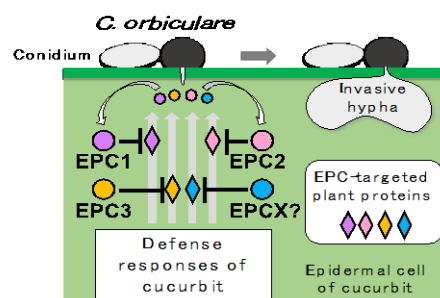 C. orbiculare
Conidium
Invasive
hypha
EPC1
EPC2
EPC3
EPCX?
EPC-targeted
plant proteins
Defense
responses of
cucurbit
Epidermal cell
of cucurbit